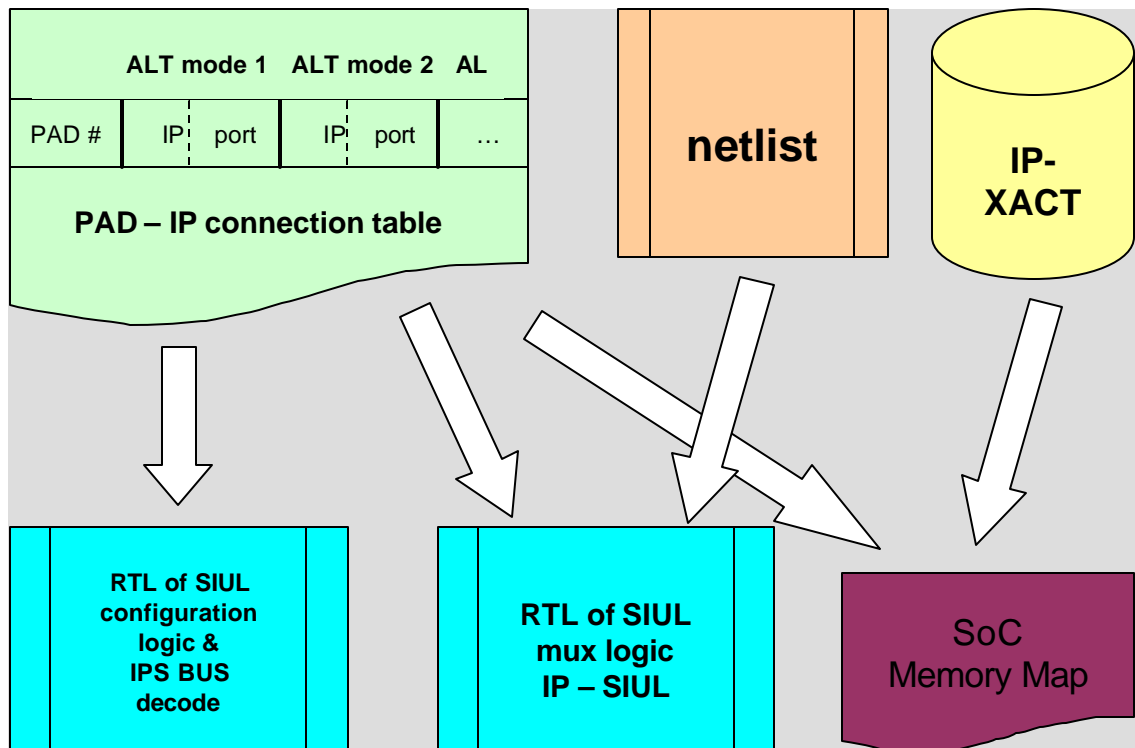 ALT mode 1 ALT mode 2 AL
PAD # IP port IP port …
PAD – IP connection table
netlist
IP-
XACT
RTL of SIUL
configuration
logic &
IPS BUS
decode
RTL of SIUL
mux logic
IP – SIUL
SoC
Memory Map